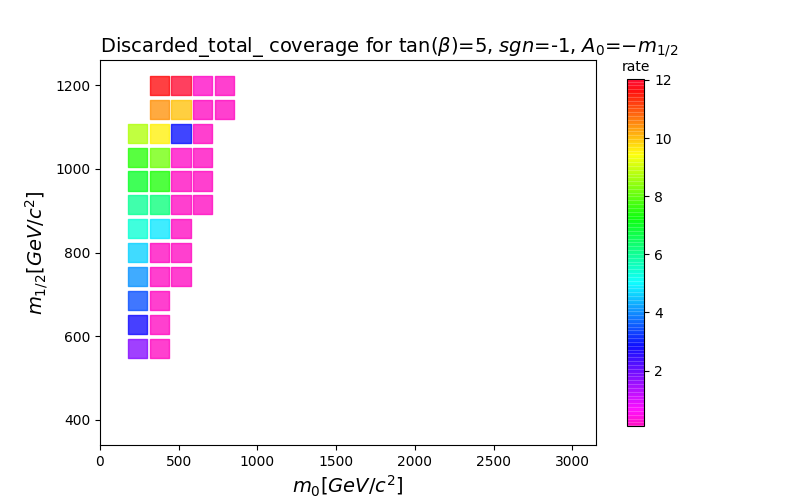 Discarded_total_ coverage for tan(β)=5, sgn=-1, A₀=−m₁/₂
rate
1200
1000
800
600
400
m₁/₂[GeV/c²]
0 500 1000 1500 2000 2500 3000
m₀[GeV/c²]
12
10
8
6
4
2